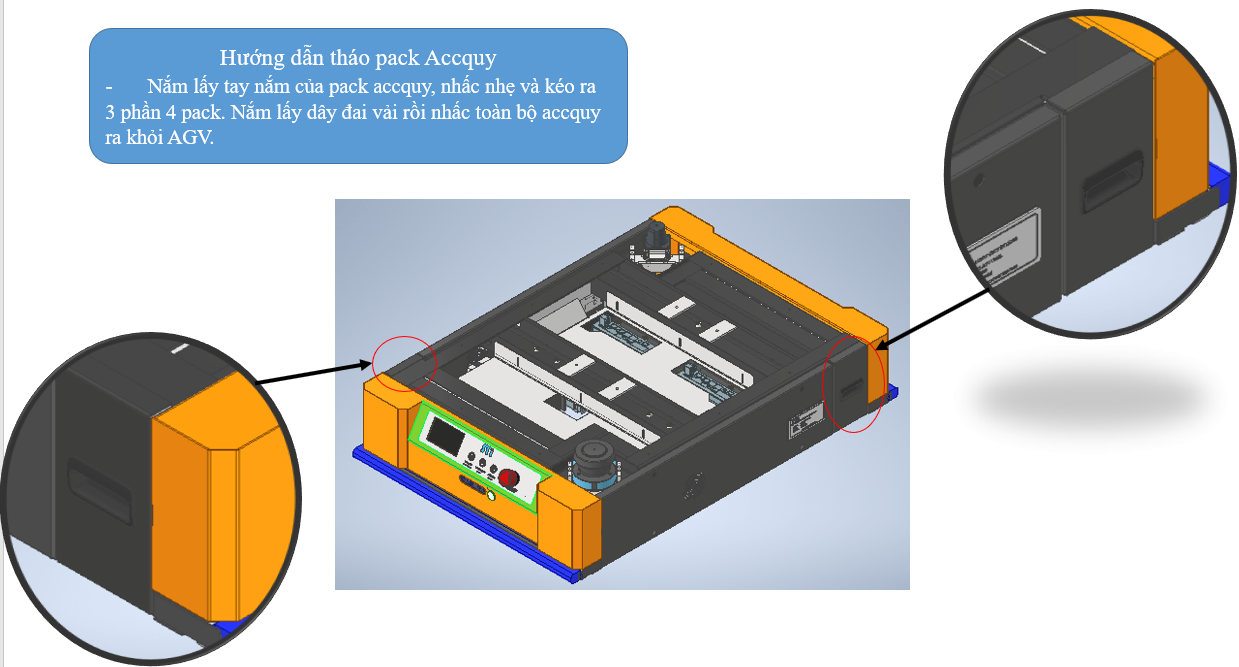 Hướng dẫn tháo pack Accquy
- Nắm lấy tay nắm của pack accquy, nhấc nhẹ và kéo ra
3 phần 4 pack. Nắm lấy dây đai vải rồi nhấc toàn bộ accquy
ra khỏi AGV.